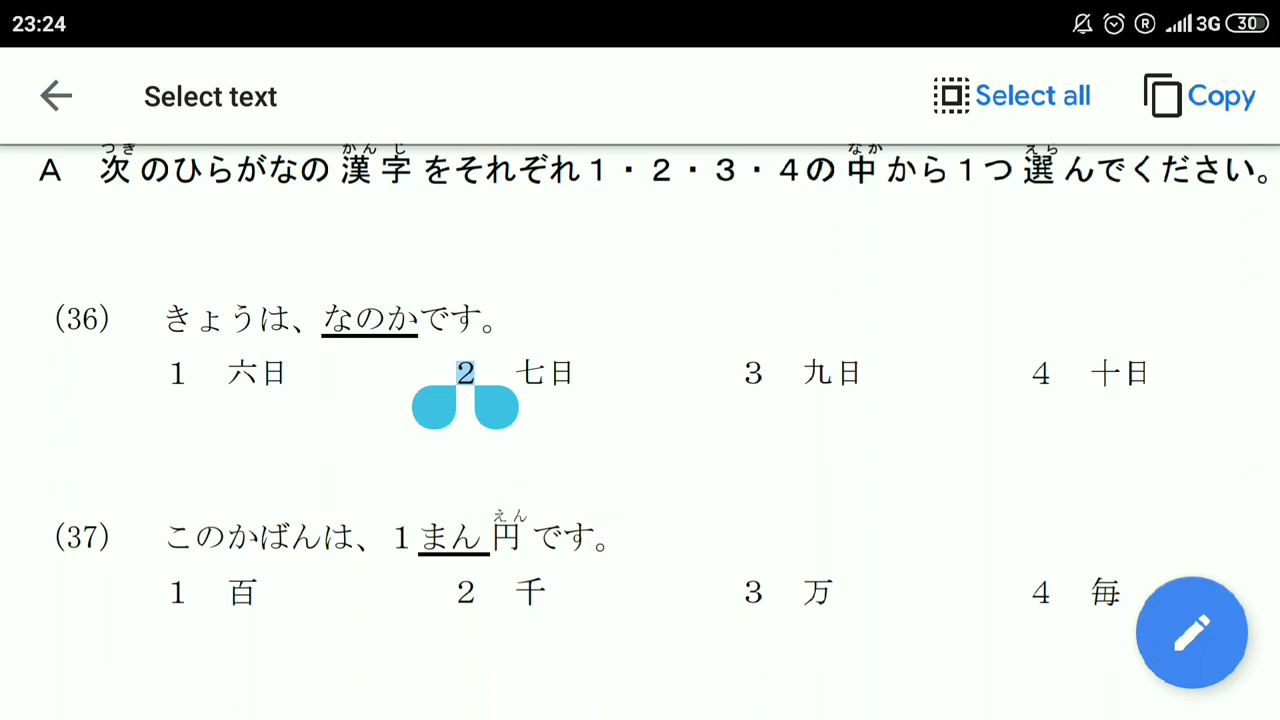 23:24 R 3G 30
Select text Select all Copy
つぎ かん じ なか えら
A 次のひらがなの漢字をそれぞれ1・2・3・4の中から1つ選んでください。
(36) きょうは、なのかです。
1 六日 2 七日 3 九日 4 十日
えん
(37) このかばんは、1まん円です。
1 百 2 千 3 万 4 毎